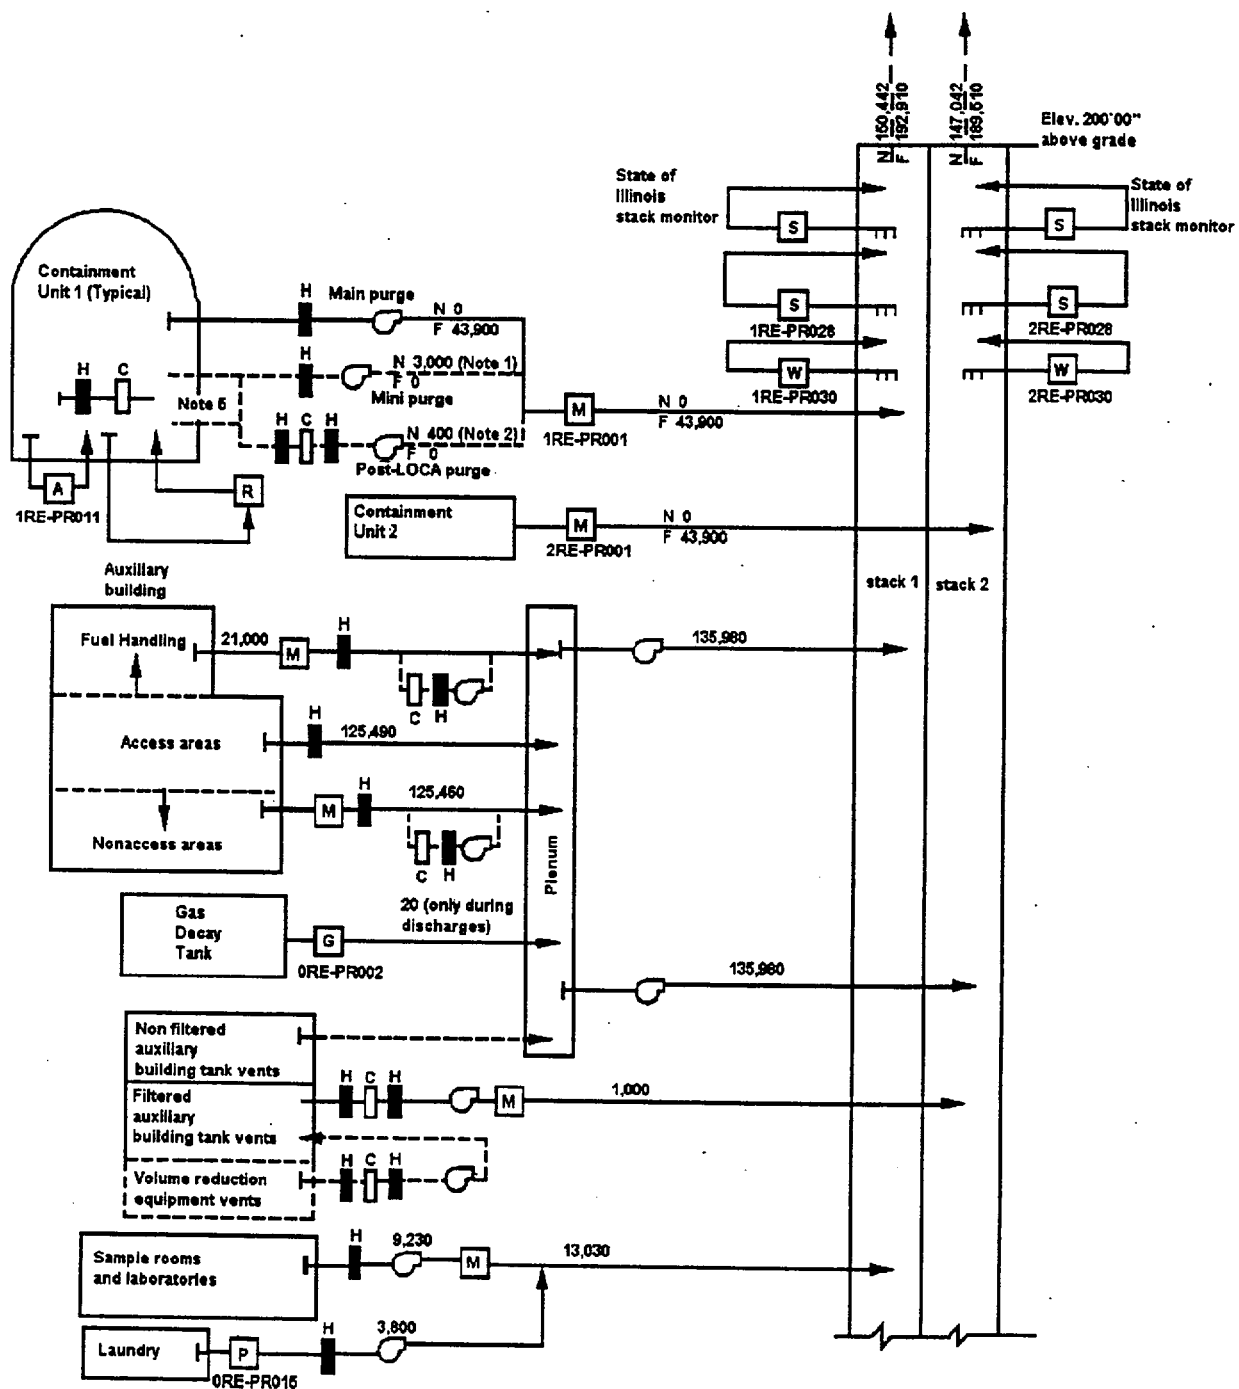 N 150,442
F 192,910
N 147,042
F 189,510
Elev. 200'00"
above grade
State of
Illinois
stack monitor
State of
Illinois
stack monitor
S
S
S
1RE-PR028
S
2RE-PR028
W
1RE-PR030
W
2RE-PR030
Containment
Unit 1 (Typical)
H
Main purge
N 0
F 43,900
H
N 3,000 (Note 1)
F 0
Mini purge
H
C
Note 5
H
C
H
N 400 (Note 2)
F 0
Post-LOCA purge
M
1RE-PR001
N 0
F 43,900
A
1RE-PR011
R
Containment
Unit 2
M
2RE-PR001
N 0
F 43,900
stack 1
stack 2
Auxiliary
building
Fuel Handling
21,000
M
H
C
H
135,980
Access areas
H
125,490
Nonaccess areas
M
H
125,460
C
H
Plenum
Gas
Decay
Tank
G
0RE-PR002
20 (only during
discharges)
135,980
Non filtered
auxiliary
building tank vents
Filtered
auxiliary
building tank vents
H
C
H
M
1,000
Volume reduction
equipment vents
H
C
H
Sample rooms
and laboratories
H
9,230
M
13,030
Laundry
P
0RE-PR015
H
3,800